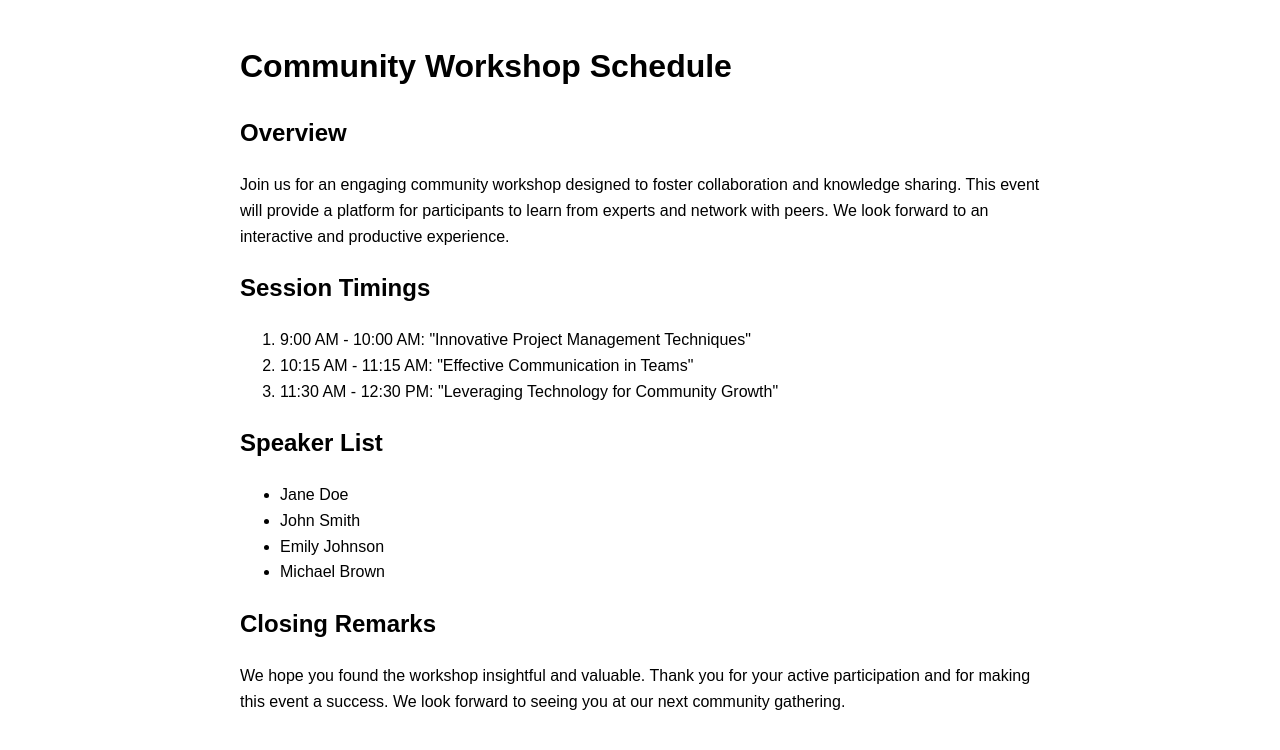 Community Workshop Schedule
Overview
Join us for an engaging community workshop designed to foster collaboration and knowledge sharing. This event
will provide a platform for participants to learn from experts and network with peers. We look forward to an
interactive and productive experience.
Session Timings
1. 9:00 AM - 10:00 AM: "Innovative Project Management Techniques"
2. 10:15 AM - 11:15 AM: "Effective Communication in Teams"
3. 11:30 AM - 12:30 PM: "Leveraging Technology for Community Growth"
Speaker List
• Jane Doe
• John Smith
• Emily Johnson
• Michael Brown
Closing Remarks
We hope you found the workshop insightful and valuable. Thank you for your active participation and for making
this event a success. We look forward to seeing you at our next community gathering.